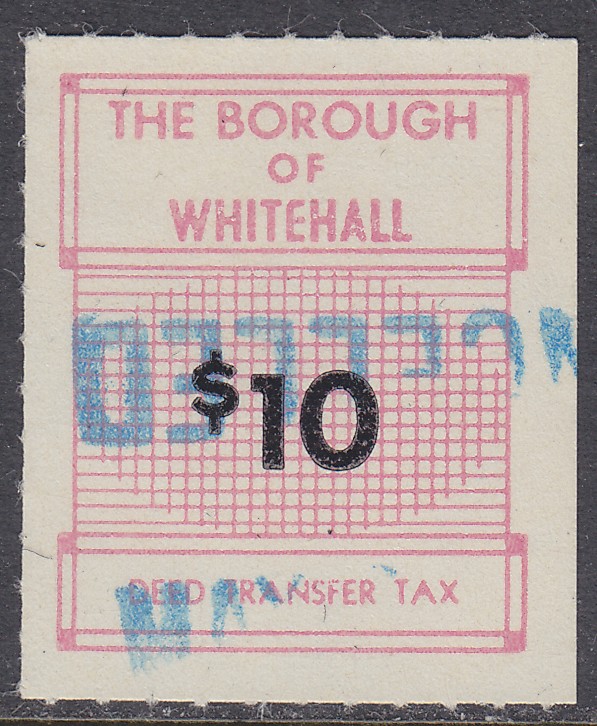 THE BOROUGH
OF
WHITEHALL
$10
DEED TRANSFER TAX